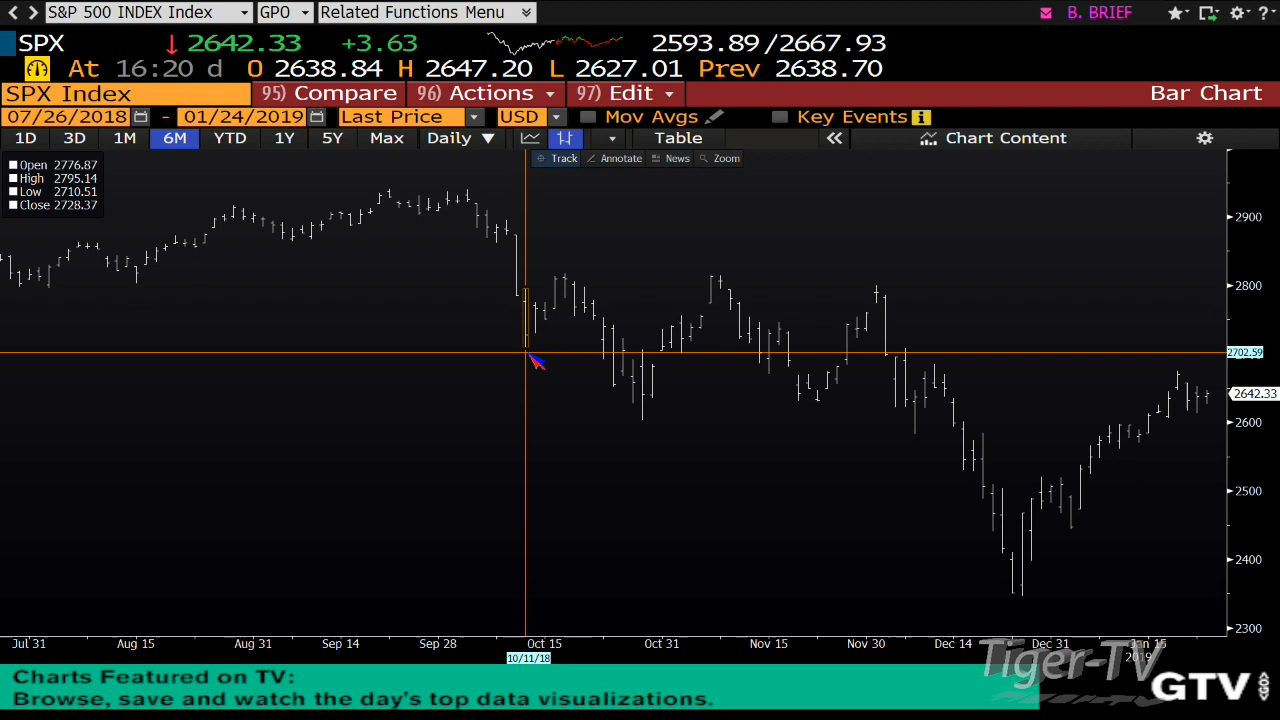 S&P 500 INDEX Index GPO Related Functions Menu B. BRIEF
SPX 2642.33 +3.63 2593.89/2667.93
At 16:20 d O 2638.84 H 2647.20 L 2627.01 Prev 2638.70
SPX Index 95) Compare 96) Actions 97) Edit Bar Chart
07/26/2018 - 01/24/2019 Last Price USD Mov Avgs Key Events
1D 3D 1M 6M YTD 1Y 5Y Max Daily Table Chart Content
Track Annotate News Zoom
Open 2776.87
High 2795.14
Low 2710.51
Close 2728.37
2900
2800
2702.59
2642.33
2600
2500
2400
2300
Jul 31 Aug 15 Aug 31 Sep 14 Sep 28 Oct 15 Oct 31 Nov 15 Nov 30 Dec 14 Dec 31 Jan 15
10/11/18 2019
Tiger-TV
Charts Featured on TV:
Browse, save and watch the day's top data visualizations.
GTV